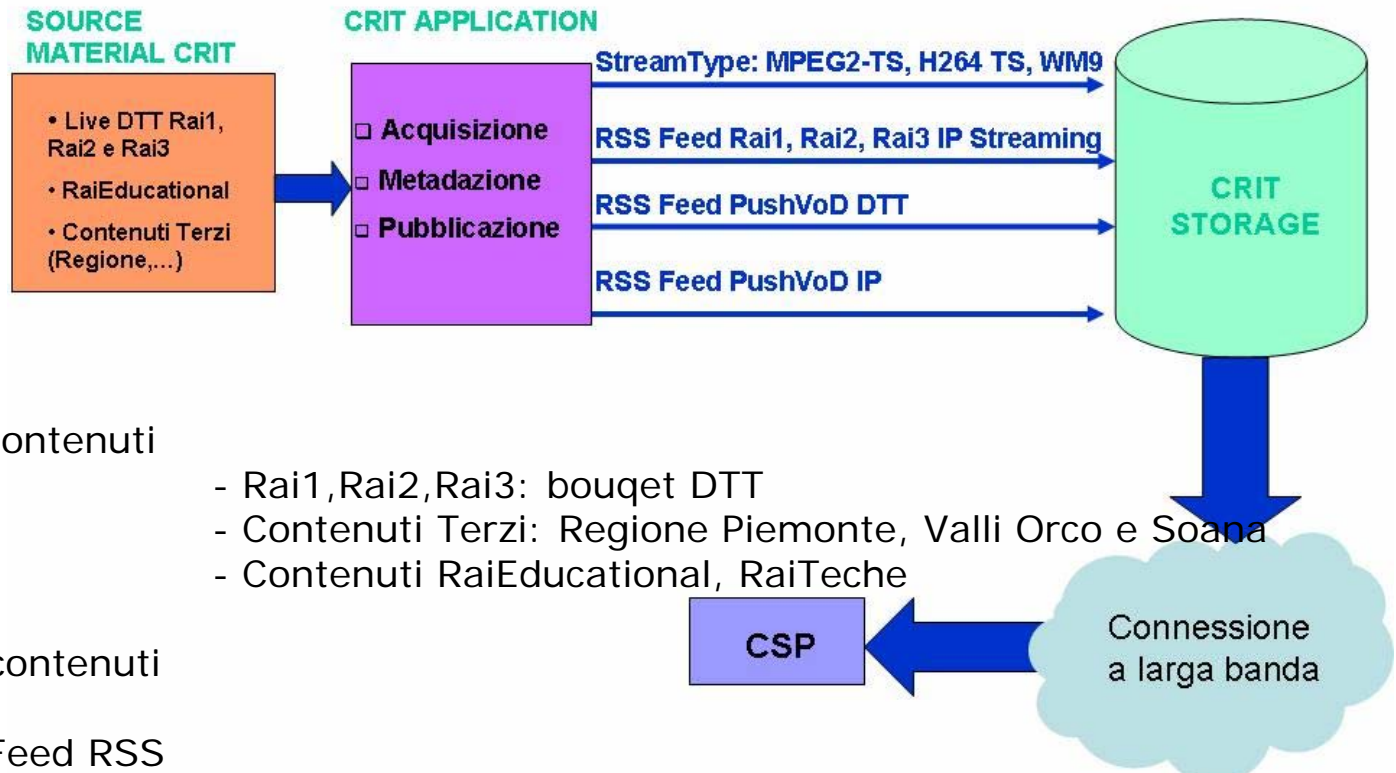 SOURCE
MATERIAL CRIT
• Live DTT Rai1,
Rai2 e Rai3
• RaiEducational
• Contenuti Terzi
(Regione,...)
CRIT APPLICATION
❑ Acquisizione
❑ Metadazione
❑ Pubblicazione
StreamType: MPEG2-TS, H264 TS, WM9
RSS Feed Rai1, Rai2, Rai3 IP Streaming
RSS Feed PushVoD DTT
RSS Feed PushVoD IP
CRIT
STORAGE
ontenuti
- Rai1,Rai2,Rai3: bouqet DTT
- Contenuti Terzi: Regione Piemonte, Valli Orco e Soana
- Contenuti RaiEducational, RaiTeche
CSP
Connessione
a larga banda
contenuti
Feed RSS